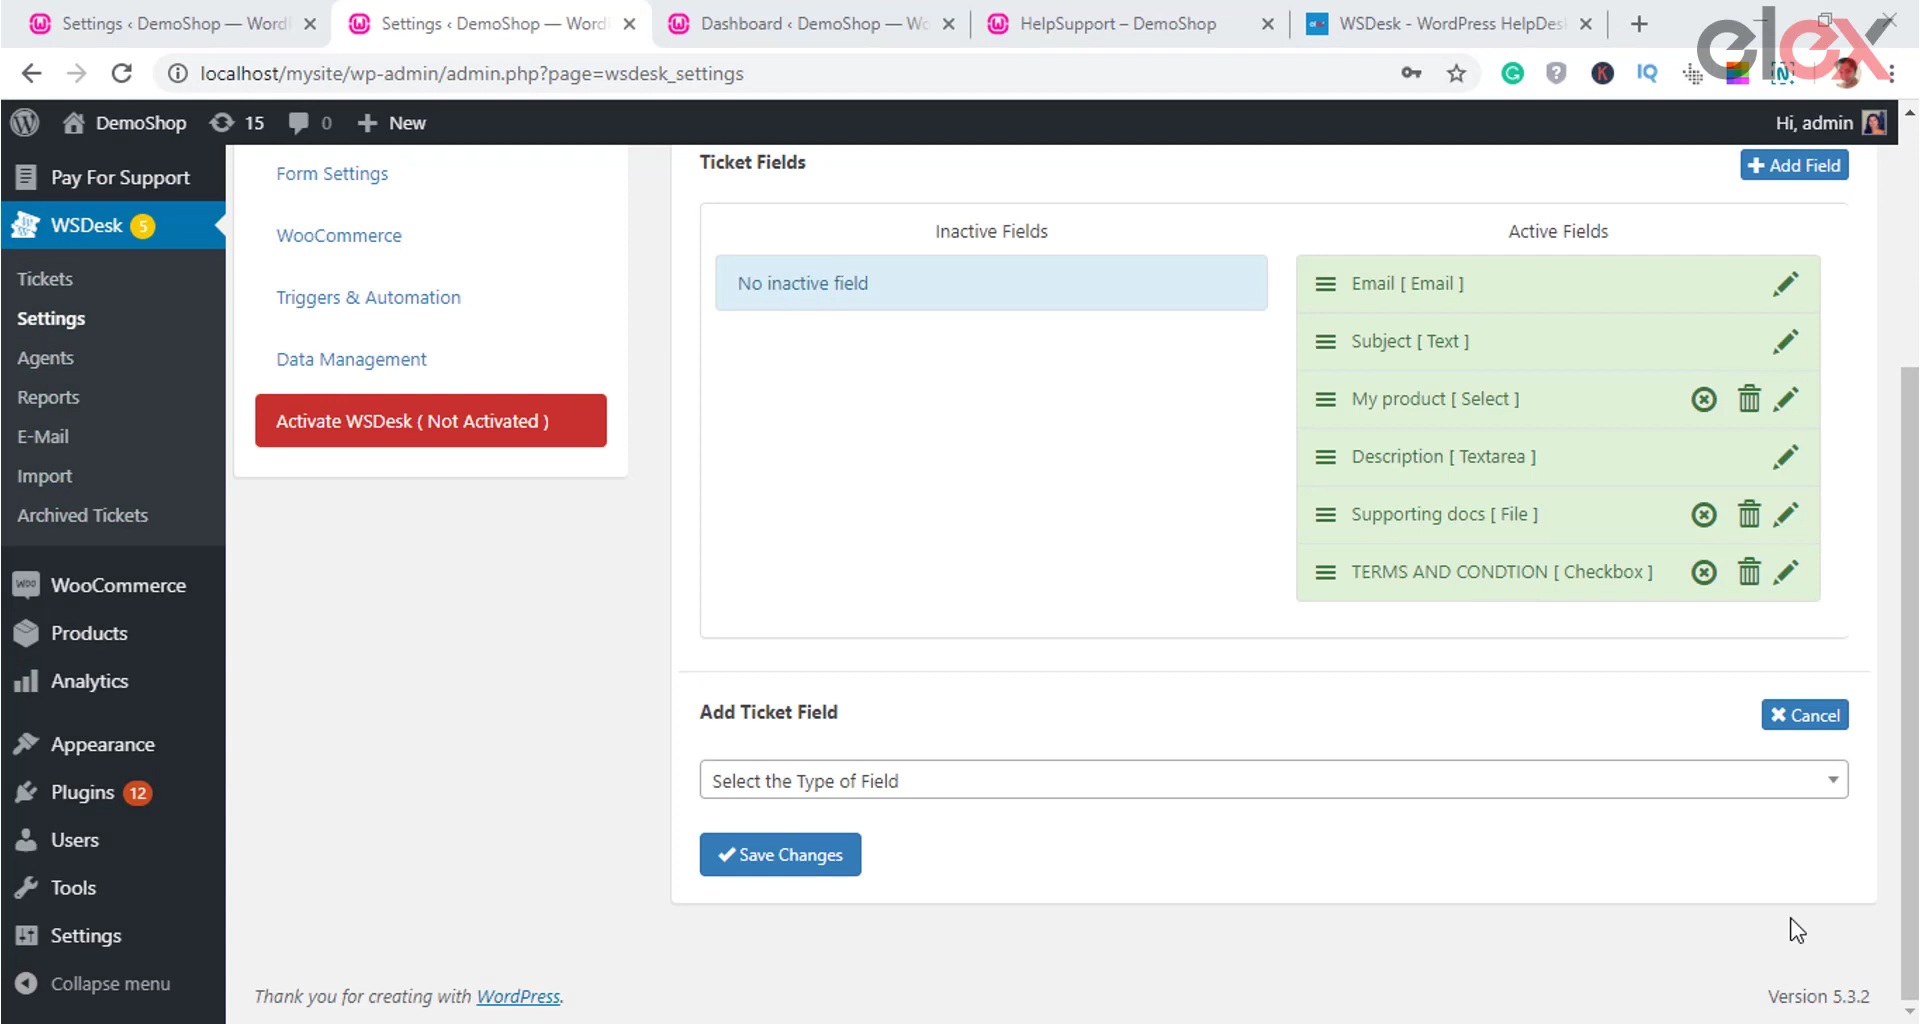 Settings ‹ DemoShop — Word
Settings ‹ DemoShop — Word
Dashboard ‹ DemoShop — Wo
HelpSupport – DemoShop
WSDesk - WordPress HelpDes
elex
localhost/mysite/wp-admin/admin.php?page=wsdesk_settings
IQ
DemoShop
15
0
New
Hi, admin
Pay For Support
WSDesk 5
Tickets
Settings
Agents
Reports
E-Mail
Import
Archived Tickets
WooCommerce
Products
Analytics
Appearance
Plugins 12
Users
Tools
Settings
Collapse menu
Form Settings
WooCommerce
Triggers & Automation
Data Management
Activate WSDesk ( Not Activated )
Ticket Fields
Add Field
Inactive Fields
Active Fields
No inactive field
Email [ Email ]
Subject [ Text ]
My product [ Select ]
Description [ Textarea ]
Supporting docs [ File ]
TERMS AND CONDTION [ Checkbox ]
Add Ticket Field
Cancel
Select the Type of Field
Save Changes
Thank you for creating with WordPress.
Version 5.3.2